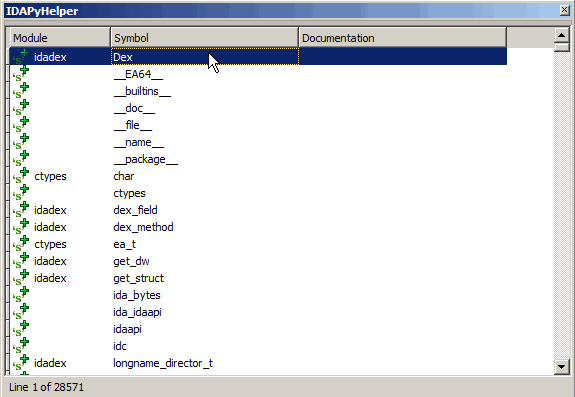 IDAPyHelper
Module Symbol Documentation
's' idadex Dex
's' __EA64__
's' __builtins__
's' __doc__
's' __file__
's' __name__
's' __package__
's' ctypes char
's' ctypes
's' idadex dex_field
's' idadex dex_method
's' ctypes ea_t
's' idadex get_dw
's' idadex get_struct
's' ida_bytes
's' ida_idaapi
's' idaapi
's' idc
's' idadex longname_director_t
Line 1 of 28571